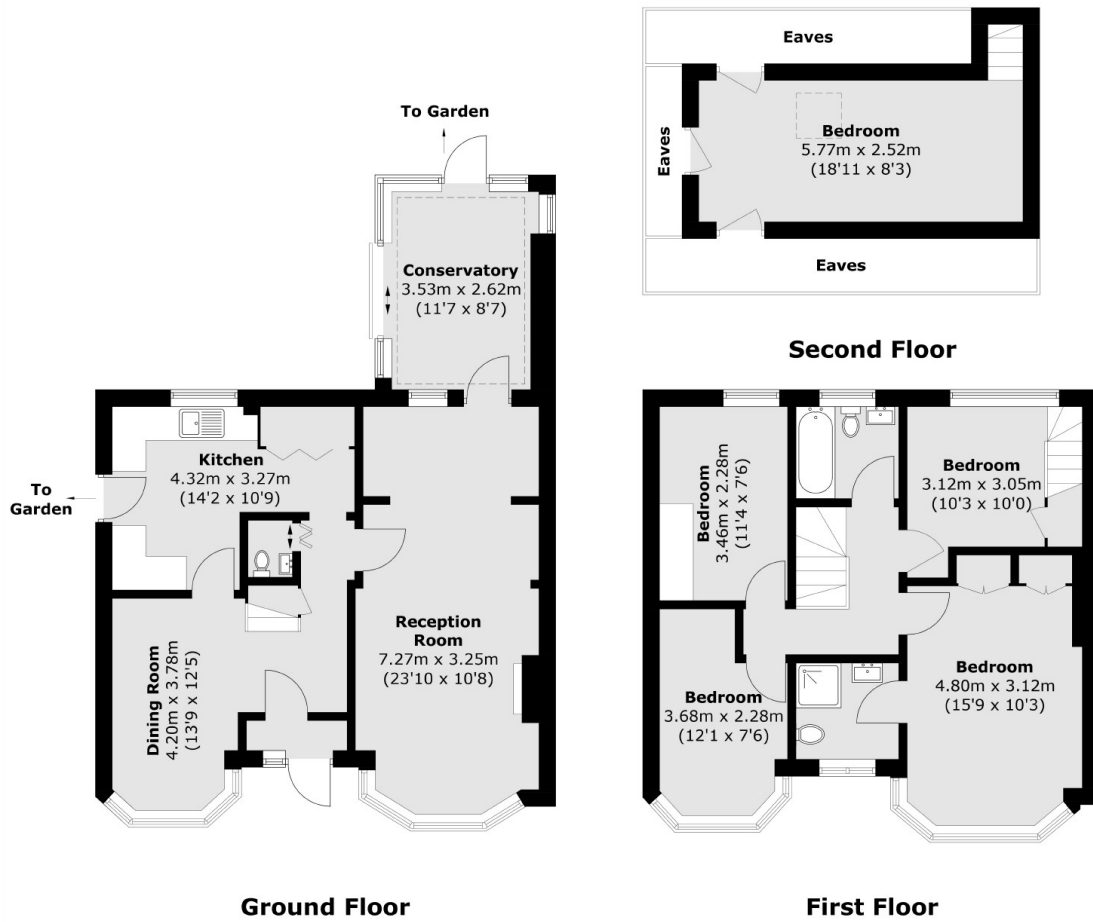 Eaves
Eaves
Bedroom
5.77m x 2.52m
(18'11 x 8'3)
Eaves
Second Floor
To Garden
Conservatory
3.53m x 2.62m
(11'7 x 8'7)
Kitchen
4.32m x 3.27m
(14'2 x 10'9)
To
Garden
Reception
Room
7.27m x 3.25m
(23'10 x 10'8)
Dining Room
4.20m x 3.78m
(13'9 x 12'5)
Ground Floor
Bedroom
3.46m x 2.28m
(11'4 x 7'6)
Bedroom
3.12m x 3.05m
(10'3 x 10'0)
Bedroom
3.68m x 2.28m
(12'1 x 7'6)
Bedroom
4.80m x 3.12m
(15'9 x 10'3)
First Floor